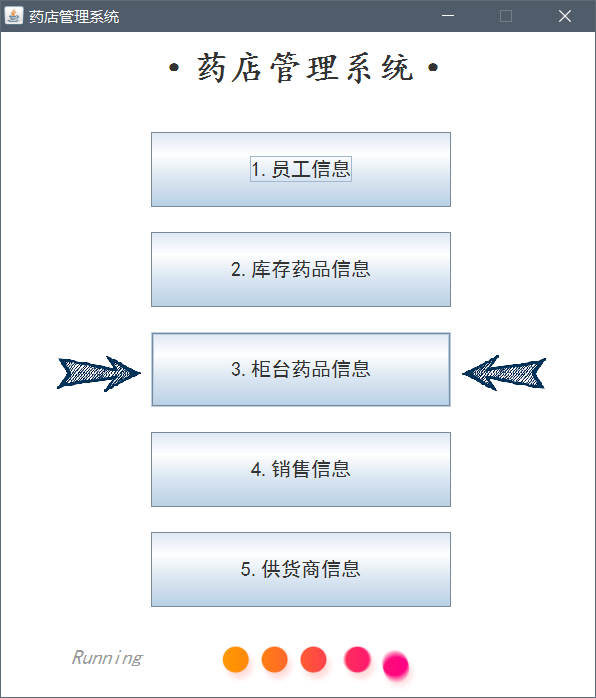 药店管理系统
·药店管理系统·
1.员工信息
2.库存药品信息
3.柜台药品信息
4.销售信息
5.供货商信息
Running